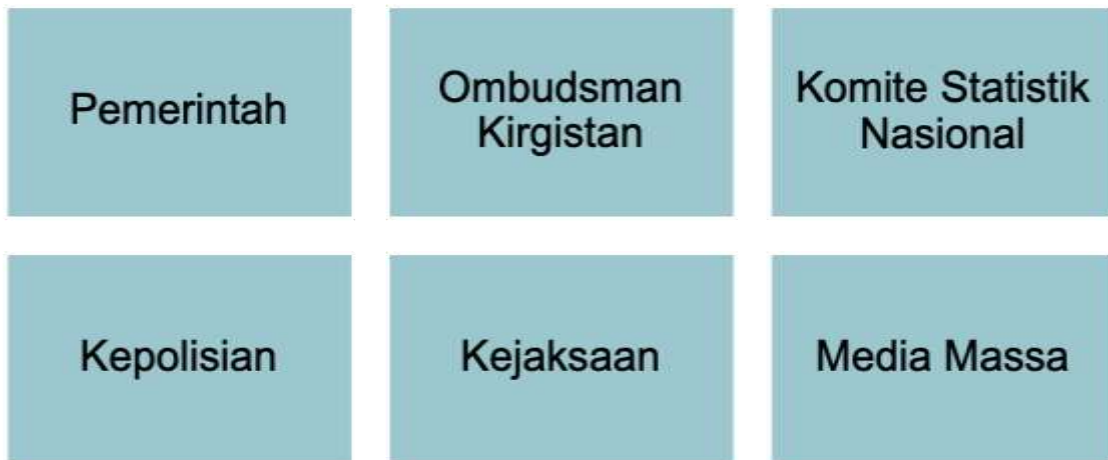 Pemerintah
Ombudsman
Kirgistan
Komite Statistik
Nasional
Kepolisian
Kejaksaan
Media Massa